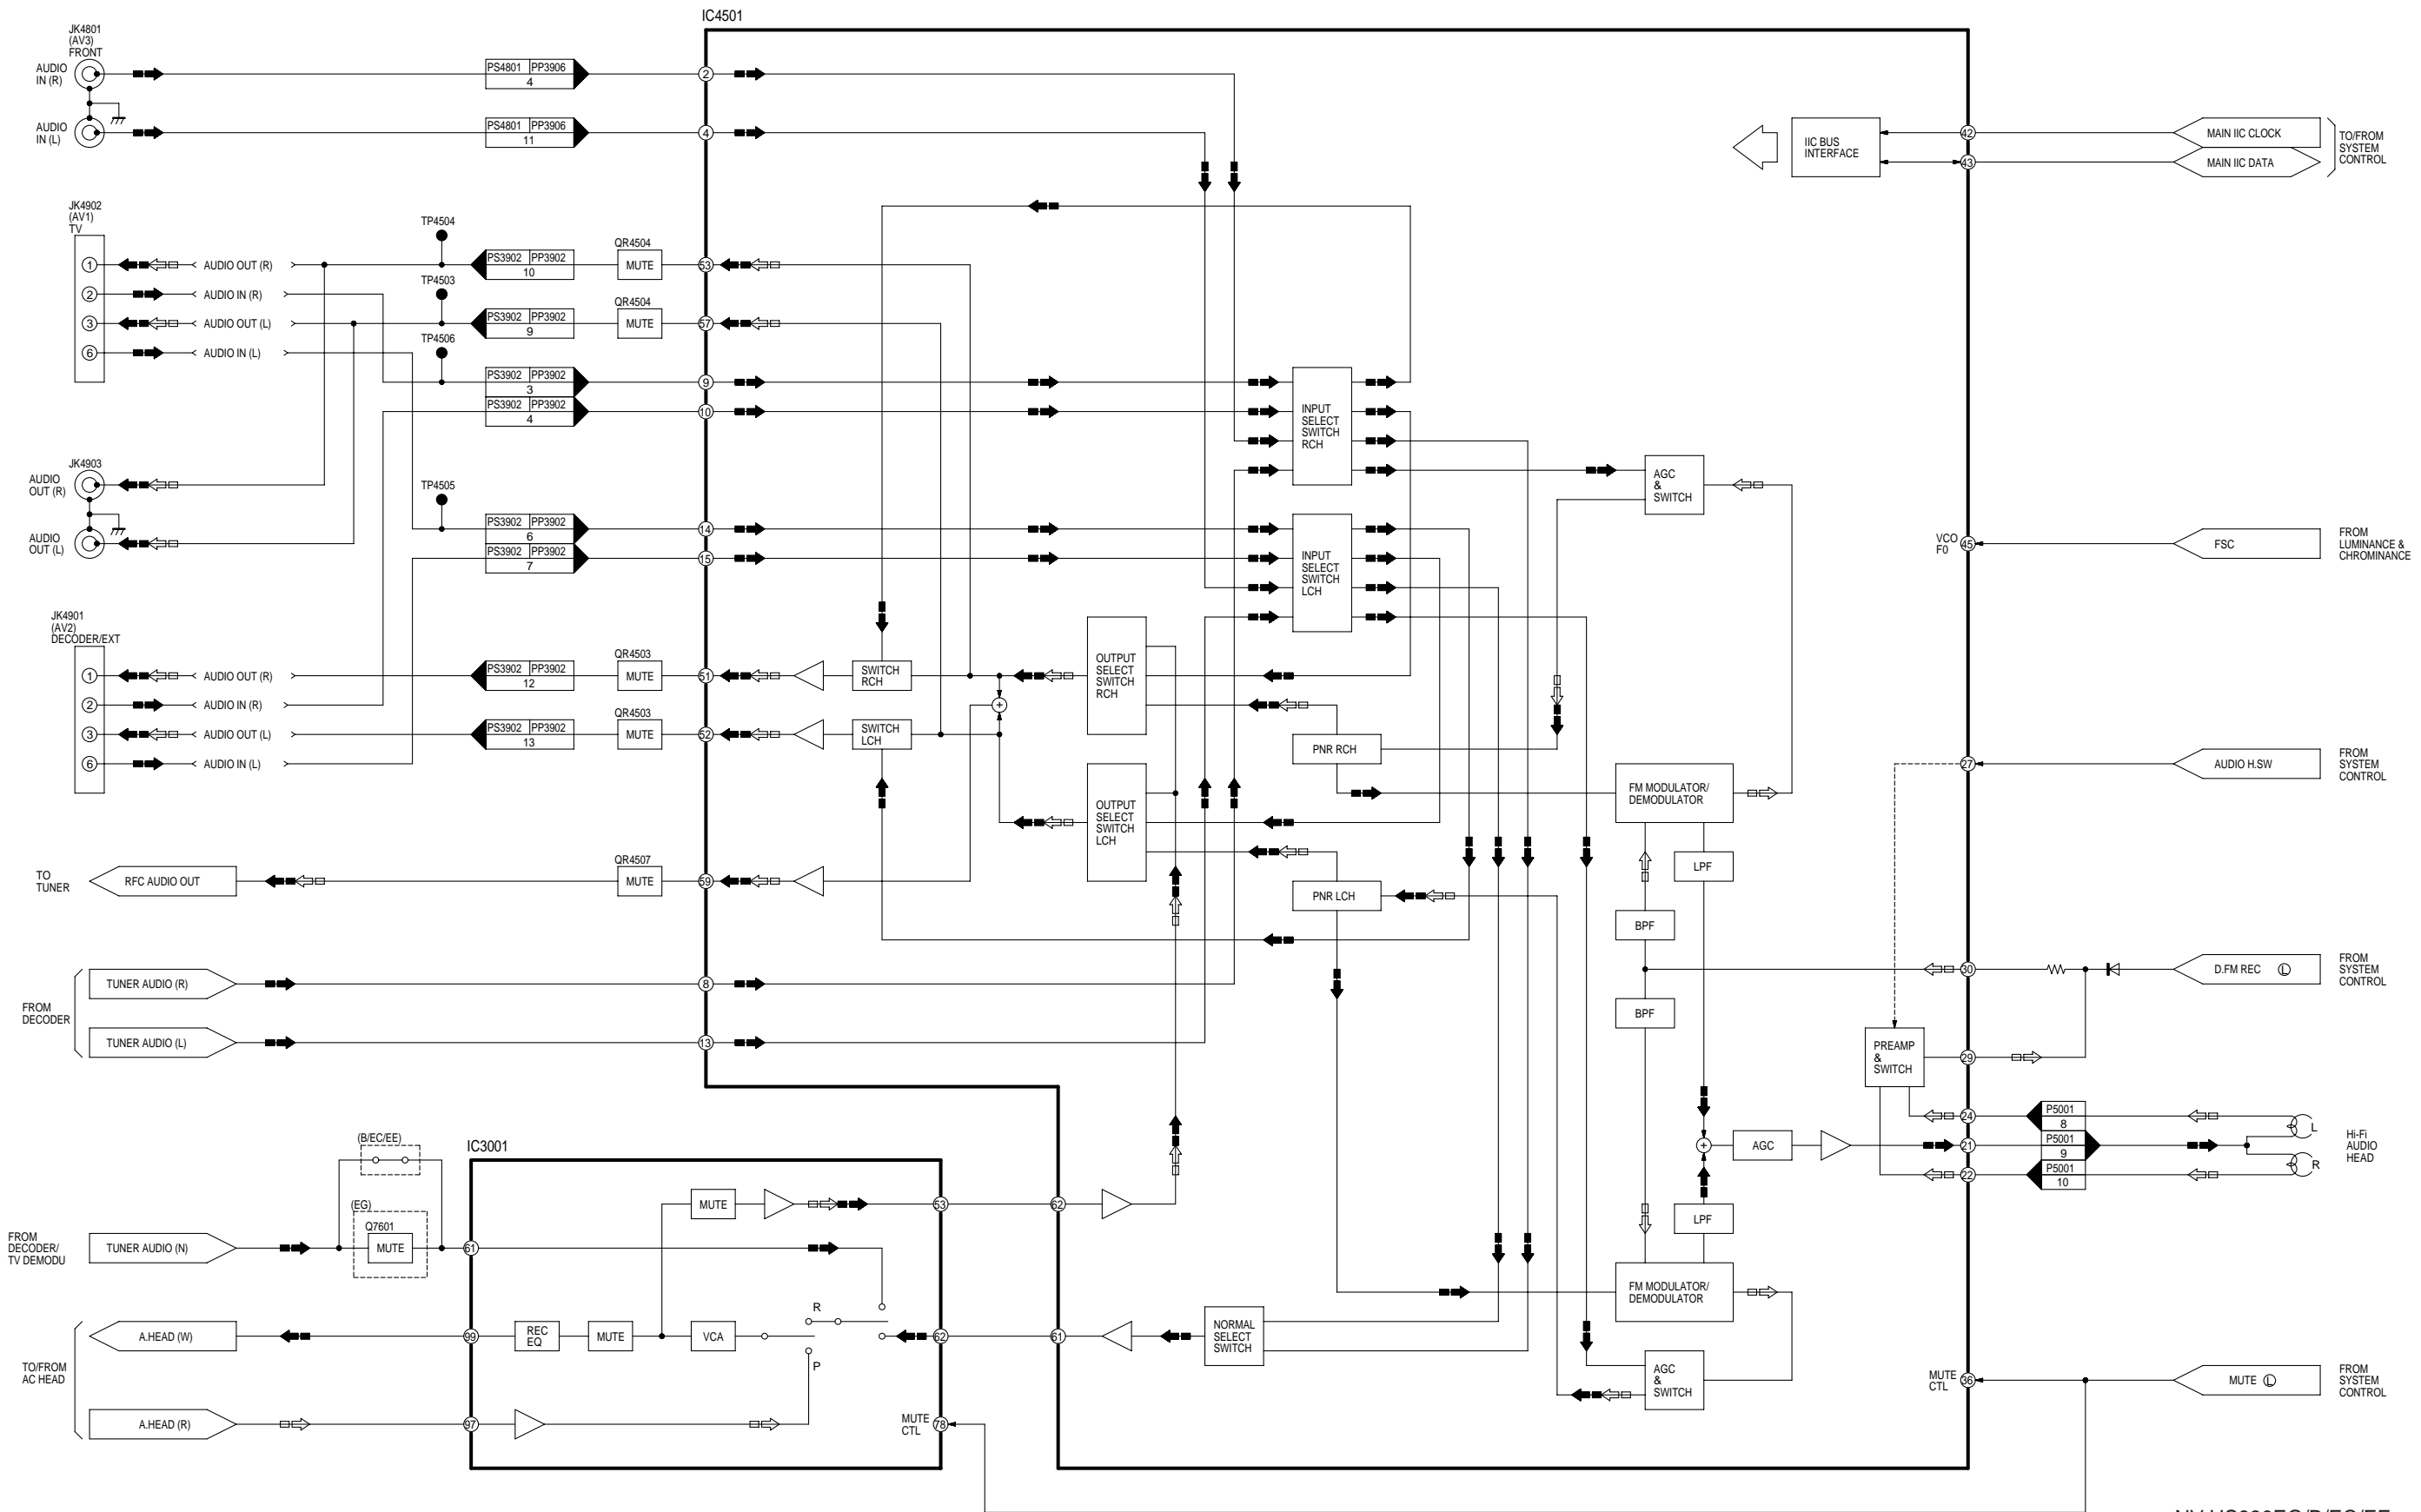 IC4501
JK4801
(AV3)
FRONT
AUDIO
IN (R)
PS4801 PP3906
4
2
AUDIO
IN (L)
PS4801 PP3906
11
4
IIC BUS
INTERFACE
42
43
MAIN IIC CLOCK
MAIN IIC DATA
TO/FROM
SYSTEM
CONTROL
JK4902
(AV1)
TV
TP4504
1
AUDIO OUT (R)
PS3902 PP3902
10
QR4504
MUTE
53
TP4503
2
AUDIO IN (R)
3
AUDIO OUT (L)
PS3902 PP3902
9
QR4504
MUTE
57
TP4506
6
AUDIO IN (L)
PS3902 PP3902
3
9
PS3902 PP3902
4
10
INPUT
SELECT
SWITCH
RCH
JK4903
AUDIO
OUT (R)
AUDIO
OUT (L)
TP4505
PS3902 PP3902
6
14
PS3902 PP3902
7
15
INPUT
SELECT
SWITCH
LCH
AGC
&
SWITCH
VCO
F0
45
FSC
FROM
LUMINANCE &
CHROMINANCE
JK4901
(AV2)
DECODER/EXT
1
AUDIO OUT (R)
PS3902 PP3902
12
QR4503
MUTE
51
SWITCH
RCH
OUTPUT
SELECT
SWITCH
RCH
2
AUDIO IN (R)
+
3
AUDIO OUT (L)
PS3902 PP3902
13
QR4503
MUTE
52
SWITCH
LCH
PNR RCH
6
AUDIO IN (L)
OUTPUT
SELECT
SWITCH
LCH
FM MODULATOR/
DEMODULATOR
27
AUDIO H.SW
FROM
SYSTEM
CONTROL
TO
TUNER
RFC AUDIO OUT
QR4507
MUTE
59
PNR LCH
LPF
BPF
FROM
DECODER
TUNER AUDIO (R)
8
TUNER AUDIO (L)
13
30
D.FM REC L
FROM
SYSTEM
CONTROL
BPF
PREAMP
&
SWITCH
29
24
P5001
8
L
+
AGC
21
P5001
9
22
P5001
10
R
Hi-Fi
AUDIO
HEAD
(B/EC/EE)
IC3001
(EG)
Q7601
MUTE
FROM
DECODER/
TV DEMODU
TUNER AUDIO (N)
61
MUTE
53
62
LPF
TO/FROM
AC HEAD
A.HEAD (W)
99
REC
EQ
MUTE
VCA
R
P
62
61
NORMAL
SELECT
SWITCH
FM MODULATOR/
DEMODULATOR
AGC
&
SWITCH
A.HEAD (R)
97
MUTE
CTL
78
MUTE
CTL
36
MUTE L
FROM
SYSTEM
CONTROL